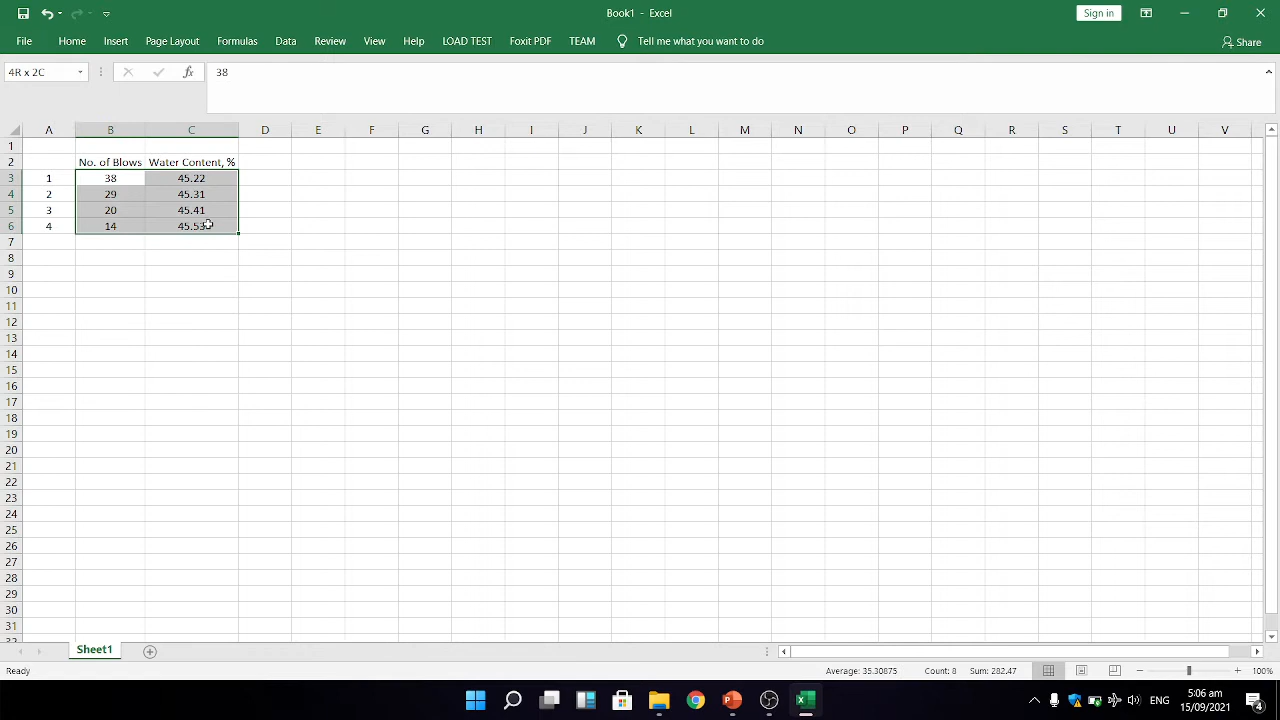 Book1 - Excel
Sign in
File Home Insert Page Layout Formulas Data Review View Help LOAD TEST Foxit PDF TEAM Tell me what you want to do Share
4R x 2C fx 38
A B C D E F G H I J K L M N O P Q R S T U V
1
2 No. of Blows Water Content, %
3 1 38 45.22
4 2 29 45.31
5 3 20 45.41
6 4 14 45.53
7
8
9
10
11
12
13
14
15
16
17
18
19
20
21
22
23
24
25
26
27
28
29
30
31
Sheet1
Ready Average: 35.30875 Count: 8 Sum: 282.47 100%
ENG 5:06 am
15/09/2021 4